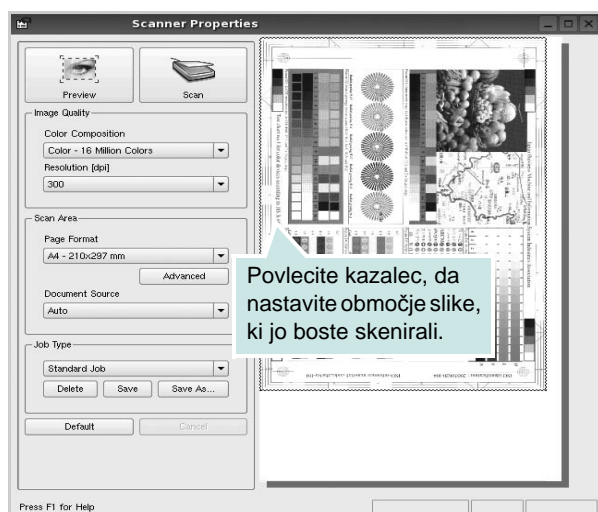 Scanner Properties
Preview
Scan
Image Quality
Color Composition
Color - 16 Million Colors
Resolution [dpi]
300
Scan Area
Page Format
A4 - 210x297 mm
Advanced
Document Source
Auto
Job Type
Standard Job
Delete
Save
Save As...
Default
Cancel
Press F1 for Help
Povlecite kazalec, da
nastavite območje slike,
ki jo boste skenirali.